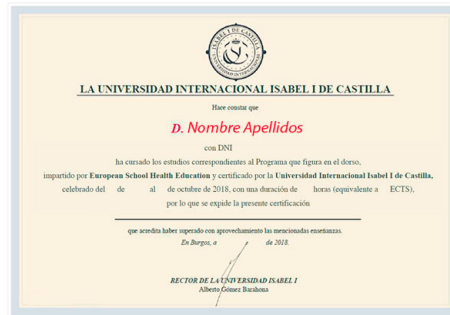 LA UNIVERSIDAD INTERNACIONAL ISABEL I DE CASTILLA
Hace constar que
D. Nombre Apellidos
con DNI
ha cursado los estudios correspondientes al Programa que figura en el dorso,
impartido por European School Health Education y certificado por la Universidad Internacional Isabel I de Castilla,
celebrado del de al de octubre de 2018, con una duración de horas (equivalente a ECTS),
por lo que se expide la presente certificación
que acredita haber superado con aprovechamiento las mencionadas enseñanzas.
En Burgos, a de 2018.
RECTOR DE LA UNIVERSIDAD ISABEL I
Alberto Gómez Barahona